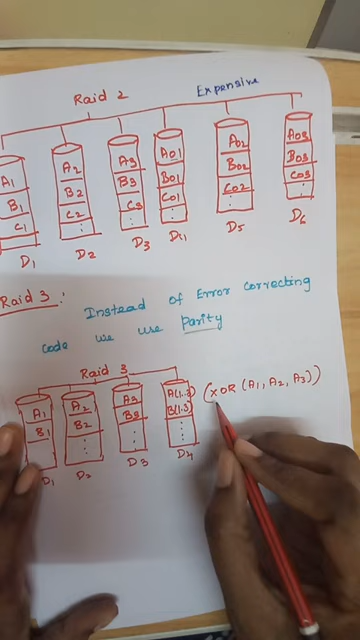 Raid 2 Expensive
A1 A2 A3 A01 A02 A03
B1 B2 B3 B01 B02 B03
C1 C2 C3 C01 C02 C03
D1 D2 D3 D5 D6
Raid 3 :
Instead of Error correcting
code we use parity
Raid 3
A1 A2 A3 A(1..3) (XOR (A1, A2, A3))
B1 B2 B3 B(1.3)
D1 D2 D3 D4